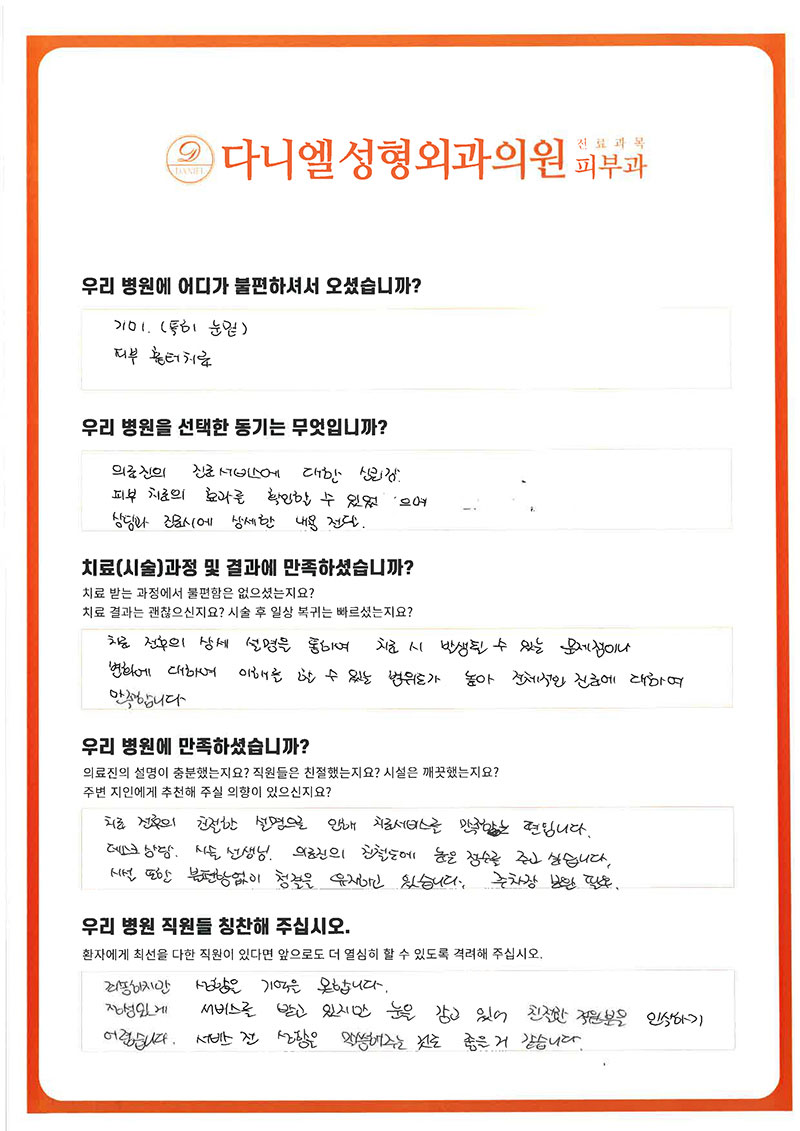 DANIEL
다니엘성형외과의원 진료과목 피부과
우리 병원에 어디가 불편하셔서 오셨습니까?
기미. (특히 눈밑)
피부 흉터치료
우리 병원을 선택한 동기는 무엇입니까?
의료진의 진료서비스에 대한 신뢰감.
피부 치료의 효과를 확인할 수 있었으며
상담과 진료시에 상세한 내용 전달.
치료(시술)과정 및 결과에 만족하셨습니까?
치료 받는 과정에서 불편함은 없으셨는지요?
치료 결과는 괜찮으신지요? 시술 후 일상 복귀는 빠르셨는지요?
치료 전후의 상세 설명을 통하여 치료 시 발생될 수 있는 문제점이나
변화에 대하여 이해를 할 수 있는 범위도가 높아 전체적인 진료에 대하여
만족합니다
우리 병원에 만족하셨습니까?
의료진의 설명이 충분했는지요? 직원들은 친절했는지요? 시설은 깨끗했는지요?
주변 지인에게 추천해 주실 의향이 있으신지요?
치료 전후의 친절한 설명으로 인해 치료서비스를 만족하는 편입니다.
데스크 상담. 시술 선생님. 의료진의 친절도에 높은 점수를 주고 싶습니다.
시설 또한 불편함없이 청결을 유지하고 있습니다. 주차장 보완 필요.
우리 병원 직원들 칭찬해 주십시오.
환자에게 최선을 다한 직원이 있다면 앞으로도 더 열심히 할 수 있도록 격려해 주십시오.
죄송하지만 성함은 기억을 못합니다.
정성있게 서비스를 받고 있지만 눈을 감고 있어 친절한 직원분을 인식하기
어렵습니다. 서비스 전 성함을 말씀해주는 것도 좋은 거 같습니다.